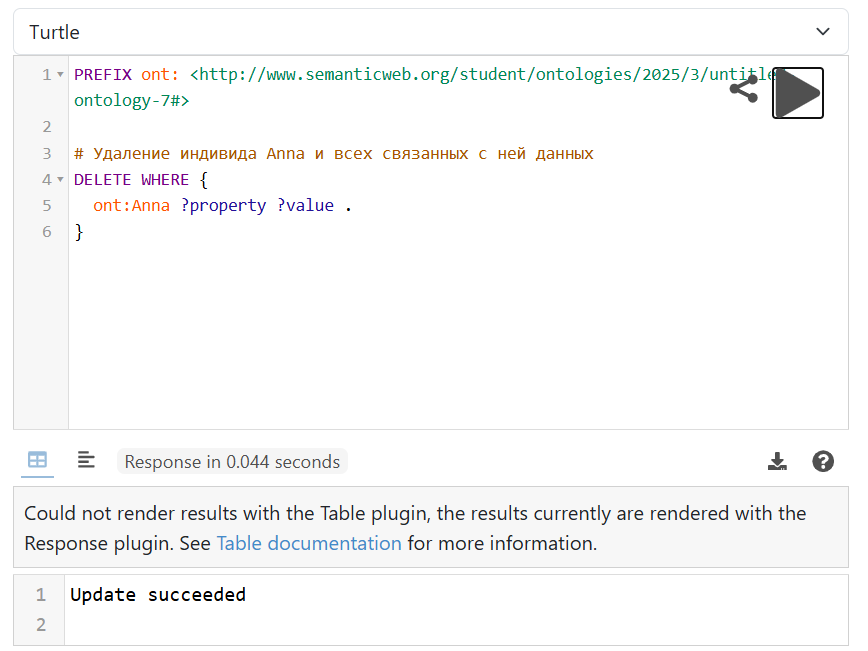 Turtle
1 PREFIX ont: <http://www.semanticweb.org/student/ontologies/2025/3/untitle
ontology-7#>
2
3 # Удаление индивида Anna и всех связанных с ней данных
4 DELETE WHERE {
5 ont:Anna ?property ?value .
6 }
Response in 0.044 seconds
Could not render results with the Table plugin, the results currently are rendered with the
Response plugin. See Table documentation for more information.
1 Update succeeded
2